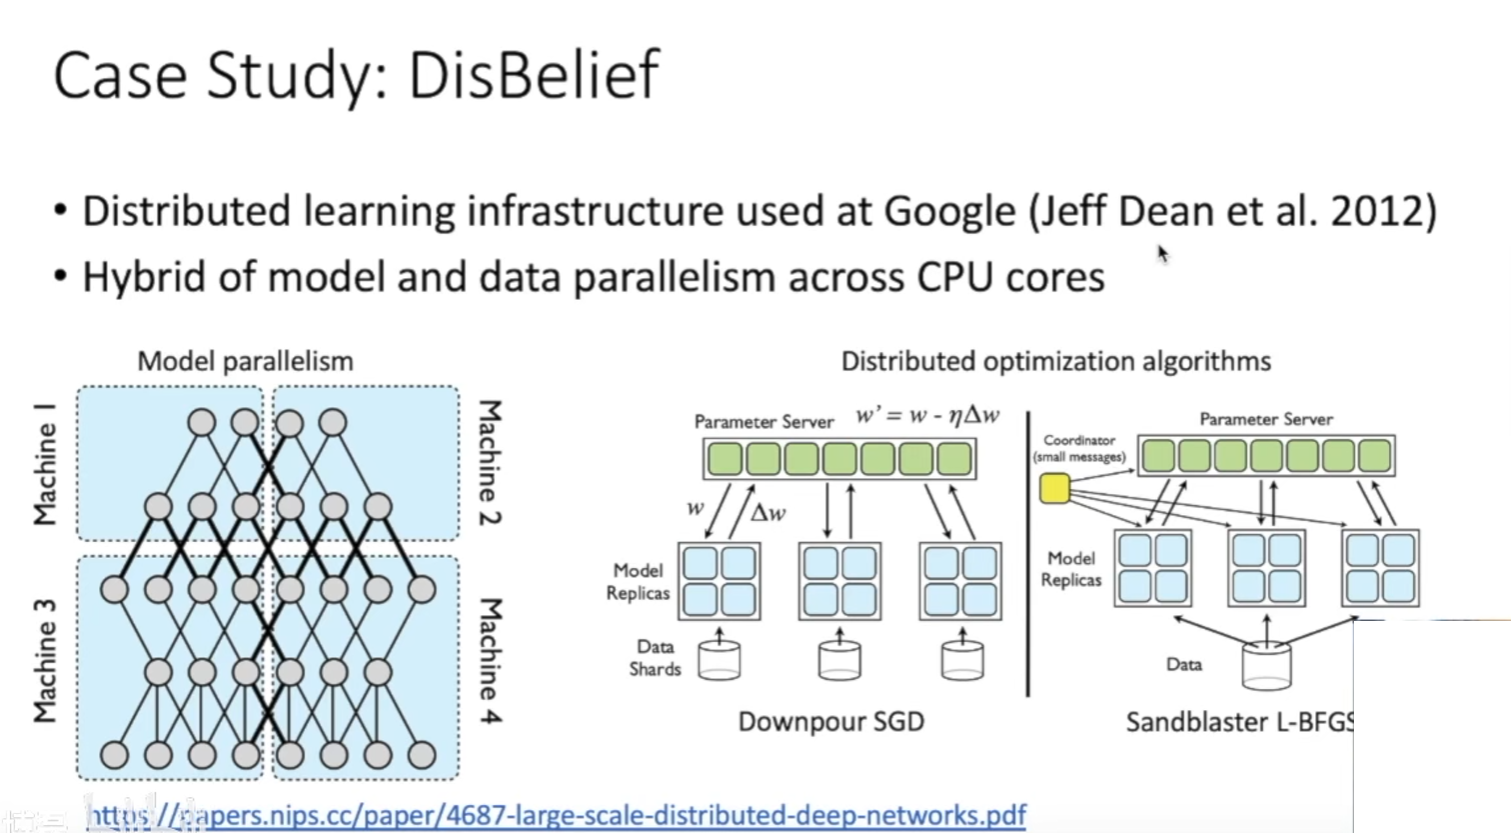 Case Study: DisBelief
• Distributed learning infrastructure used at Google (Jeff Dean et al. 2012)
• Hybrid of model and data parallelism across CPU cores
Model parallelism
Machine 1
Machine 2
Machine 3
Machine 4
Distributed optimization algorithms
Parameter Server w' = w - ηΔw
w
Δw
Model
Replicas
Data
Shards
Downpour SGD
Parameter Server
Coordinator
(small messages)
Model
Replicas
Data
Sandblaster L-BFGS
https://papers.nips.cc/paper/4687-large-scale-distributed-deep-networks.pdf